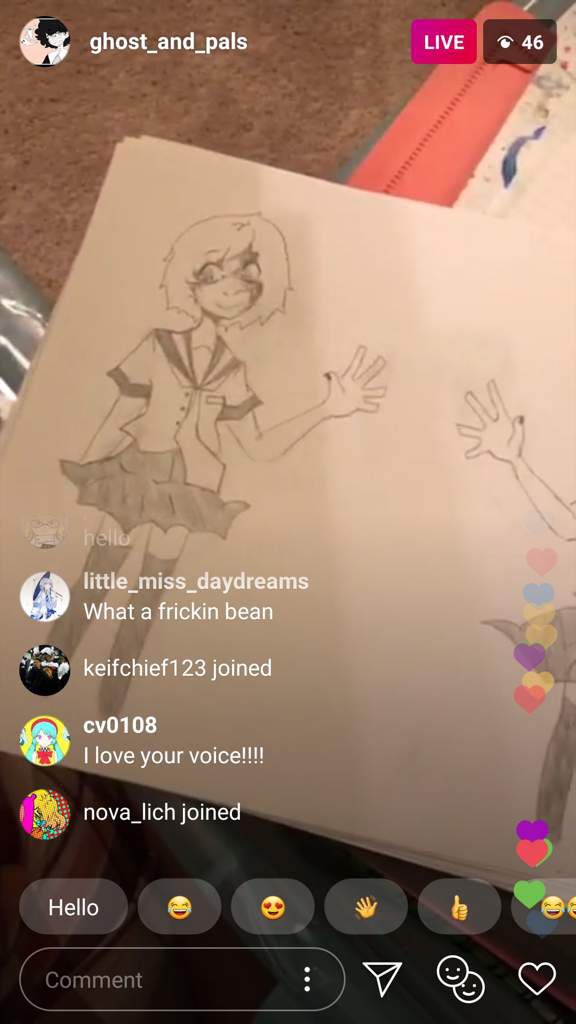 ghost_and_pals
LIVE
46
hello
little_miss_daydreams
What a frickin bean
keifchief123 joined
cv0108
I love your voice!!!!
nova_lich joined
Hello
Comment